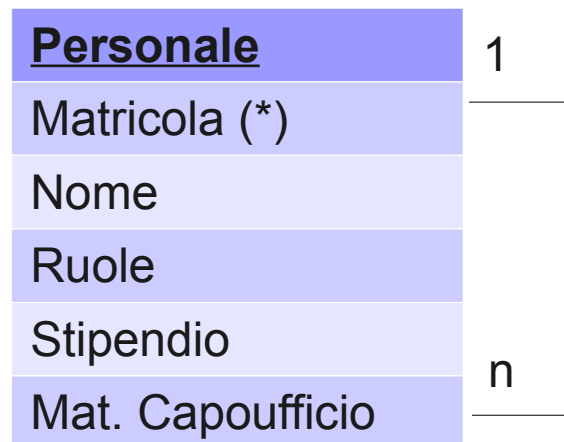 Personale
1
Matricola (*)
Nome
Ruole
Stipendio
n
Mat. Capoufficio